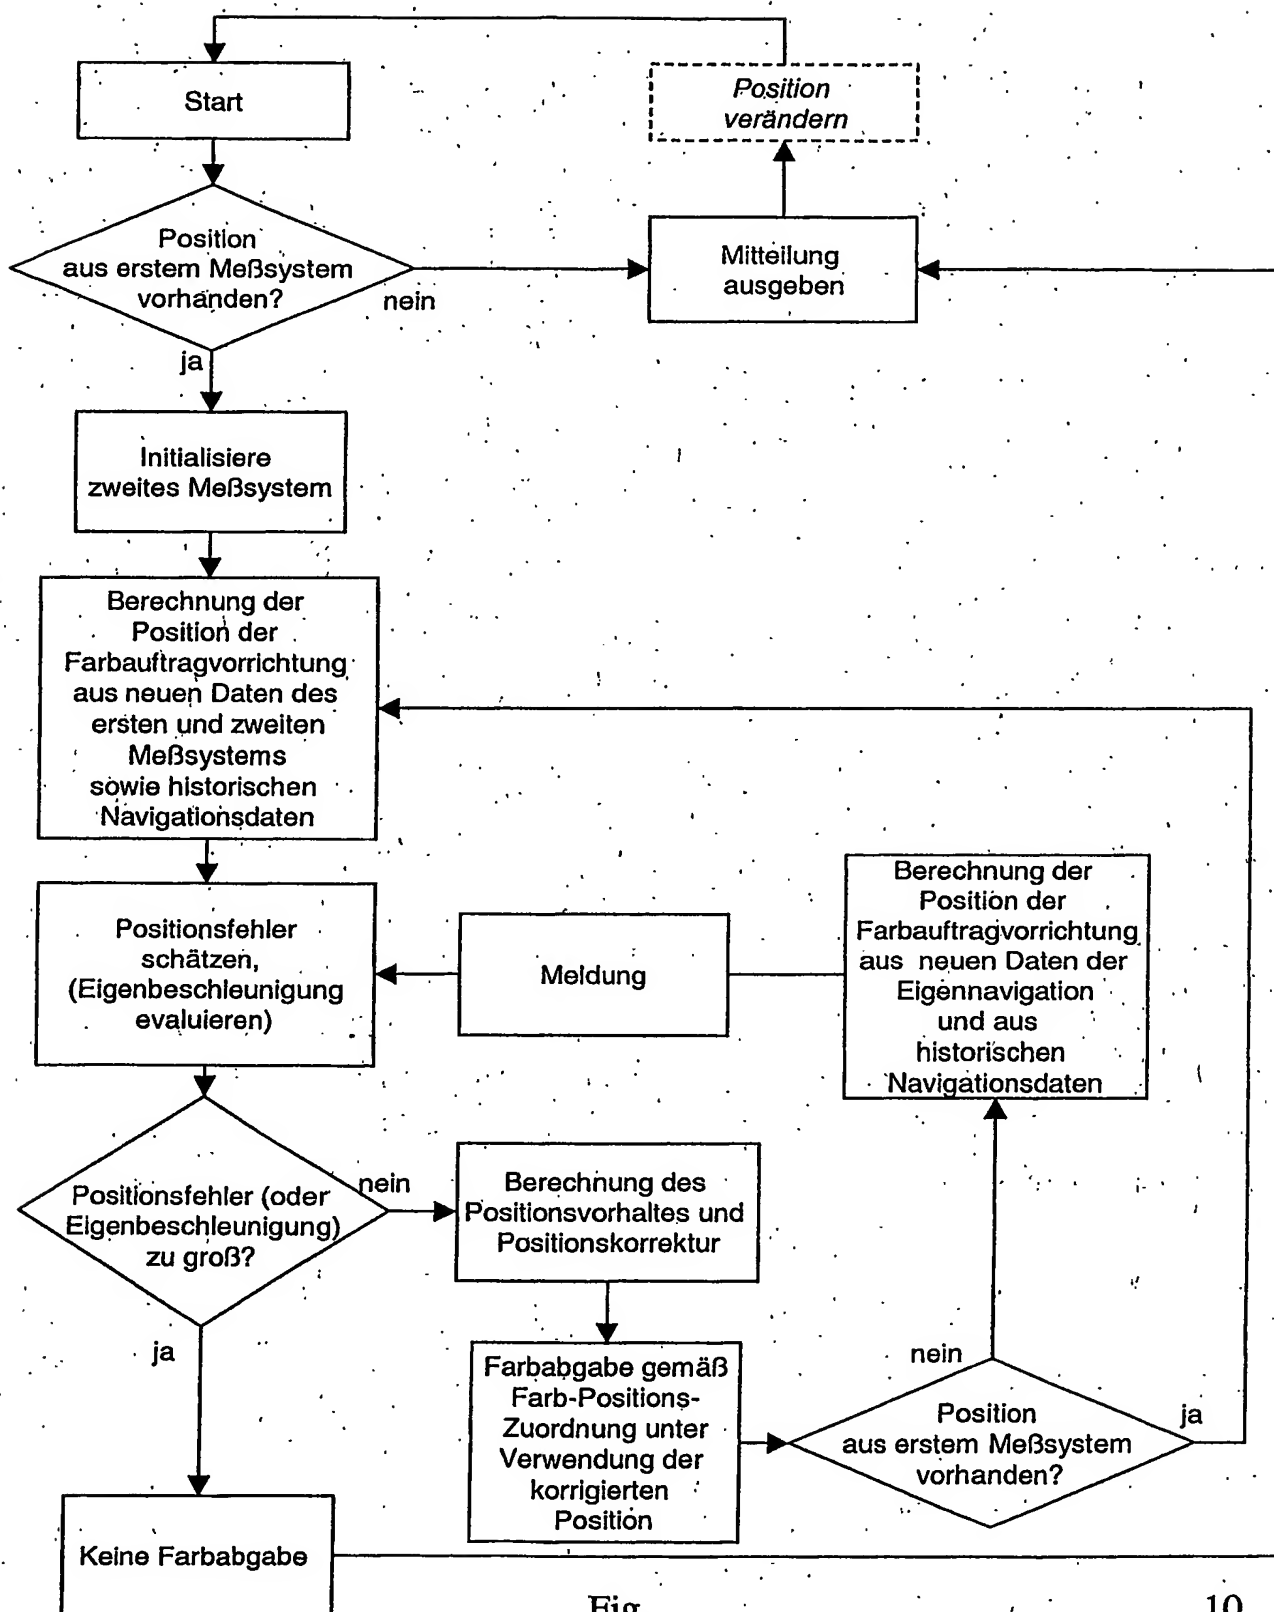 Start
Position
verändern
Position
aus erstem Meßsystem
vorhanden?
nein
Mitteilung
ausgeben
ja
Initialisiere
zweites Meßsystem
Berechnung der
Position der
Farbauftragvorrichtung
aus neuen Daten des
ersten und zweiten
Meßsystems
sowie historischen
Navigationsdaten
Positionsfehler
schätzen,
(Eigenbeschleunigung
evaluieren)
Meldung
Berechnung der
Position der
Farbauftragvorrichtung
aus neuen Daten der
Eigennavigation
und aus
historischen
Navigationsdaten
Positionsfehler (oder
Eigenbeschleunigung)
zu groß?
nein
Berechnung des
Positionsvorhaltes und
Positionskorrektur
ja
Farbabgabe gemäß
Farb-Positions-
Zuordnung unter
Verwendung der
korrigierten
Position
nein
Position
aus erstem Meßsystem
vorhanden?
ja
Keine Farbabgabe
Fig 10